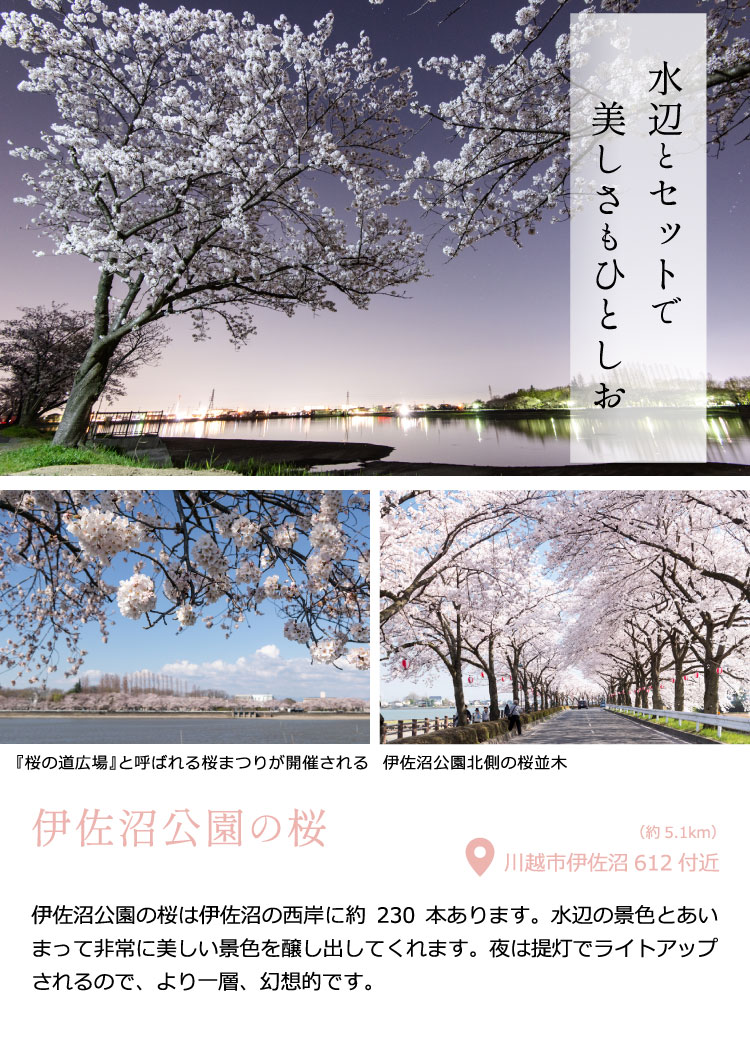 水辺とセットで
美しさもひとしお
『桜の道広場』と呼ばれる桜まつりが開催される
伊佐沼公園北側の桜並木
伊佐沼公園の桜
（約5.1km）
川越市伊佐沼612付近
伊佐沼公園の桜は伊佐沼の西岸に約 230 本あります。水辺の景色とあい
まって非常に美しい景色を醸し出してくれます。夜は提灯でライトアップ
されるので、より一層、幻想的です。